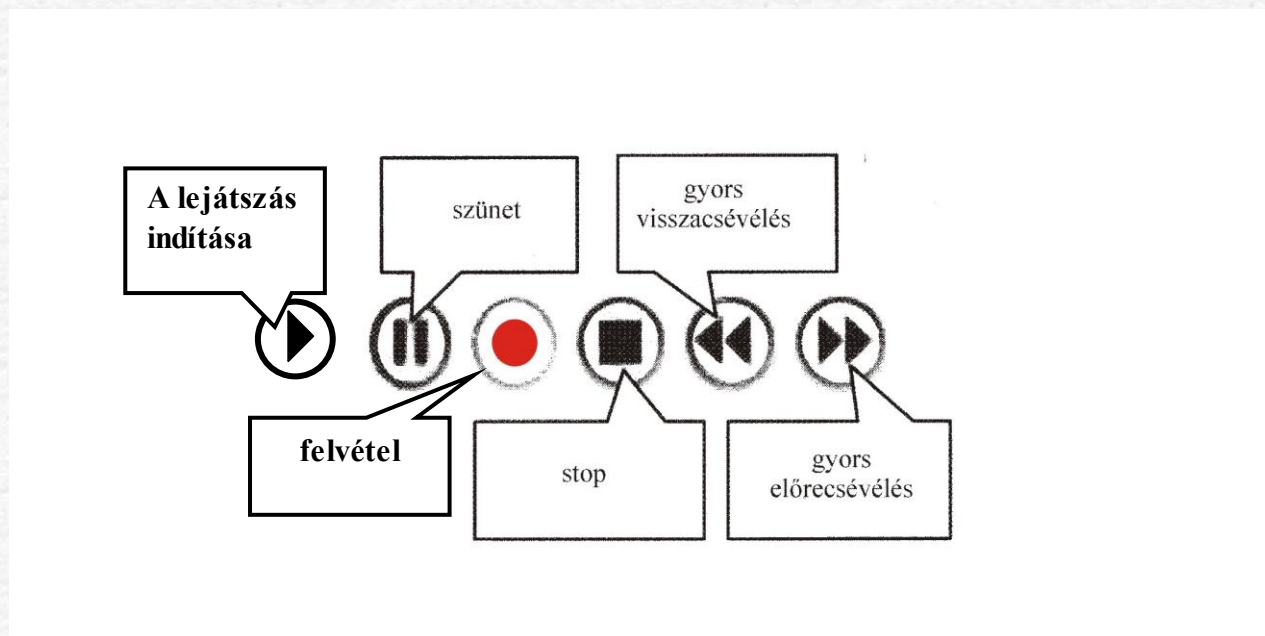 A lejátszás
indítása
szünet
gyors
visszacsévélés
felvétel
stop
gyors
előrecsévélés